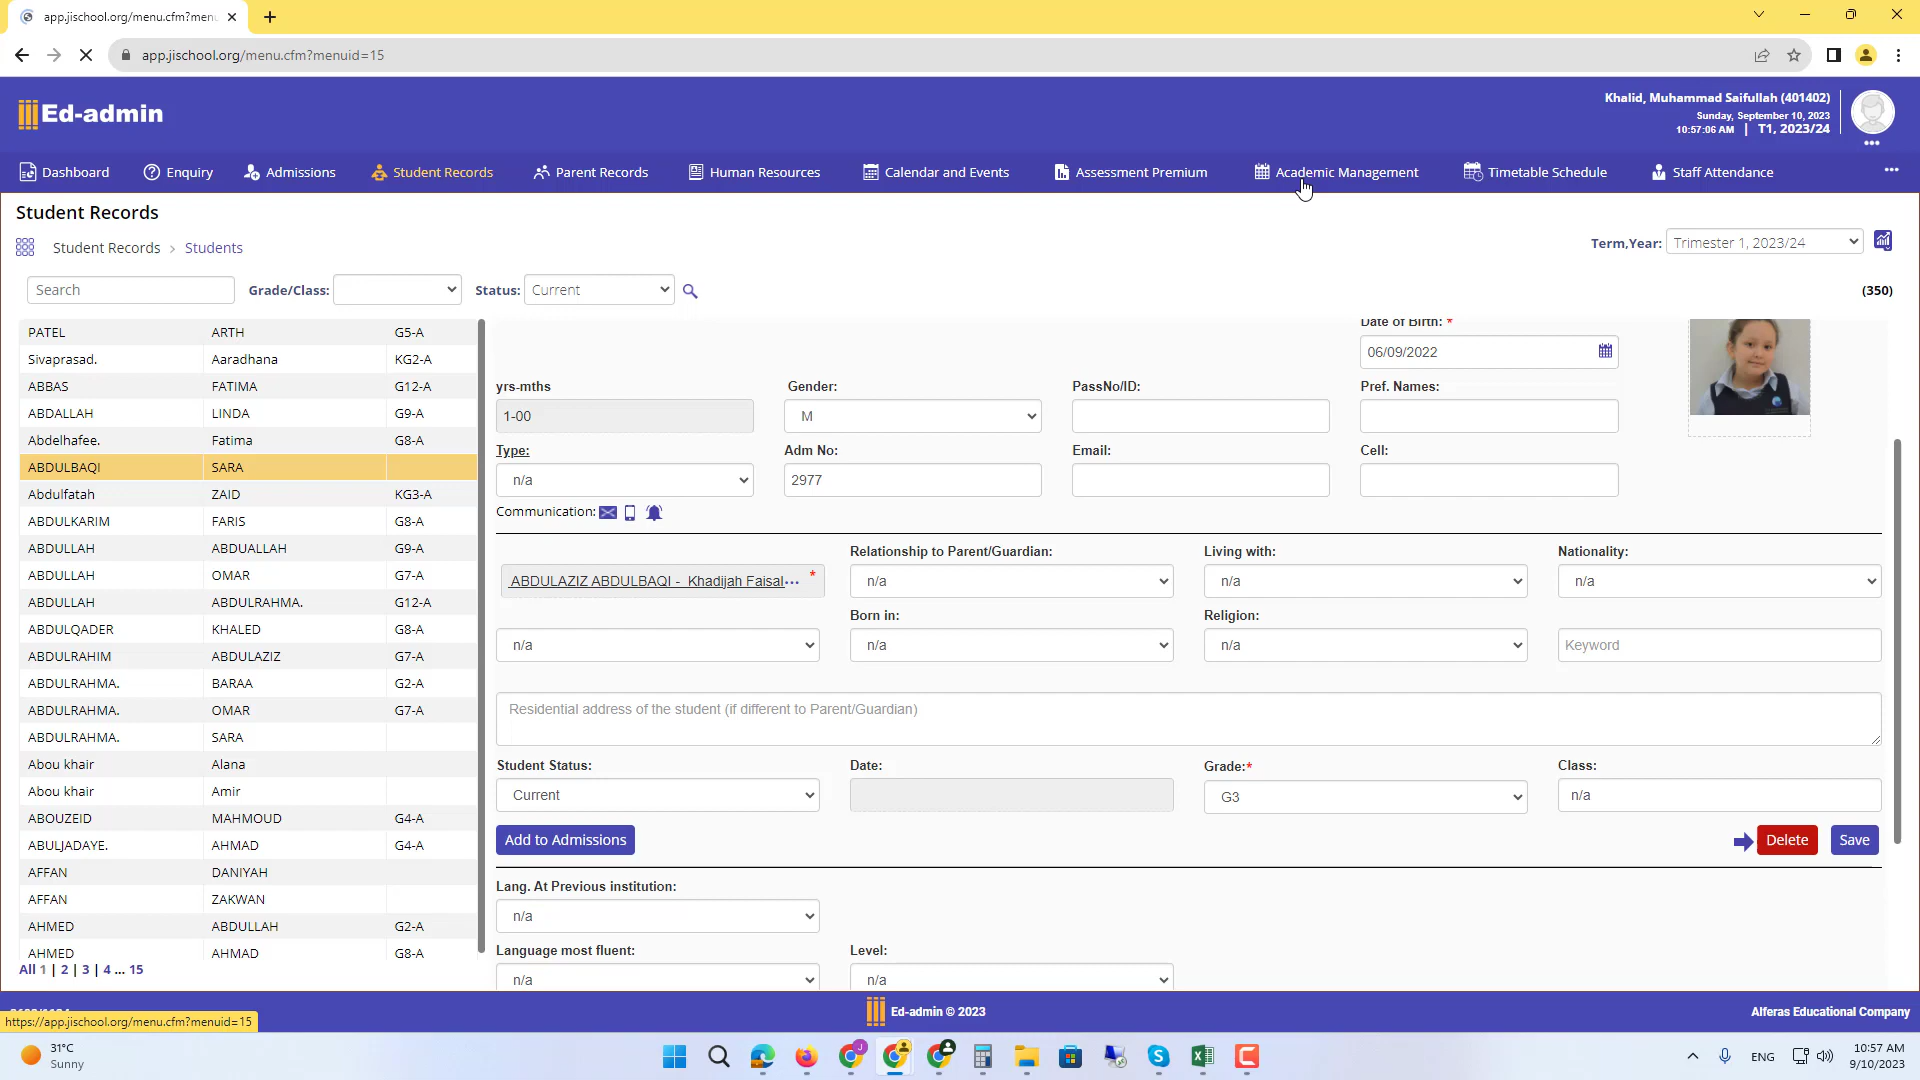 app.jischool.org/menu.cfm?menu
app.jischool.org/menu.cfm?menuid=15
Ed-admin
Khalid, Muhammad Saifullah (401402)
Sunday, September 10, 2023
10:57:06 AM | T1, 2023/24
Dashboard
Enquiry
Admissions
Student Records
Parent Records
Human Resources
Calendar and Events
Assessment Premium
Academic Management
Timetable Schedule
Staff Attendance
Student Records
Student Records > Students
Term,Year: Trimester 1, 2023/24
Search
Grade/Class:
Status: Current
(350)
PATEL ARTH G5-A
Sivaprasad. Aaradhana KG2-A
ABBAS FATIMA G12-A
ABDALLAH LINDA G9-A
Abdelhafee. Fatima G8-A
ABDULBAQI SARA
Abdulfatah ZAID KG3-A
ABDULKARIM FARIS G8-A
ABDULLAH ABDUALLAH G9-A
ABDULLAH OMAR G7-A
ABDULLAH ABDULRAHMA. G12-A
ABDULQADER KHALED G8-A
ABDULRAHIM ABDULAZIZ G7-A
ABDULRAHMA. BARAA G2-A
ABDULRAHMA. OMAR G7-A
ABDULRAHMA. SARA
Abou khair Alana
Abou khair Amir
ABOUZEID MAHMOUD G4-A
ABULJADAYE. AHMAD G4-A
AFFAN DANIYAH
AFFAN ZAKWAN
AHMED ABDULLAH G2-A
AHMED AHMAD G8-A
All 1 | 2 | 3 | 4 ... 15
Date of Birth: *
06/09/2022
yrs-mths Gender: PassNo/ID: Pref. Names:
1-00 M
Type: Adm No: Email: Cell:
n/a 2977
Communication:
Relationship to Parent/Guardian: Living with: Nationality:
ABDULAZIZ ABDULBAQI - Khadijah Faisal... * n/a n/a n/a
Born in: Religion:
n/a n/a n/a Keyword
Residential address of the student (if different to Parent/Guardian)
Student Status: Date: Grade:* Class:
Current G3 n/a
Add to Admissions Delete Save
Lang. At Previous institution:
n/a
Language most fluent: Level:
n/a n/a
Ed-admin © 2023
Alferas Educational Company
https://app.jischool.org/menu.cfm?menuid=15
31°C
Sunny
ENG
10:57 AM
9/10/2023